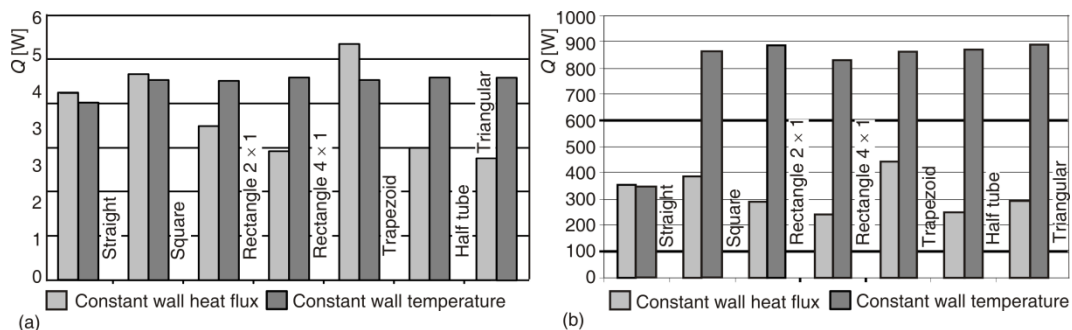 Q [W]
6
5
4
3
2
1
0
Straight
Square
Rectangle 2 × 1
Rectangle 4 × 1
Trapezoid
Half tube
Triangular
Constant wall heat flux
Constant wall temperature
(a)
Q [W]
1000
900
800
700
600
500
400
300
200
100
0
Straight
Square
Rectangle 2 × 1
Rectangle 4 × 1
Trapezoid
Half tube
Triangular
Constant wall heat flux
Constant wall temperature
(b)